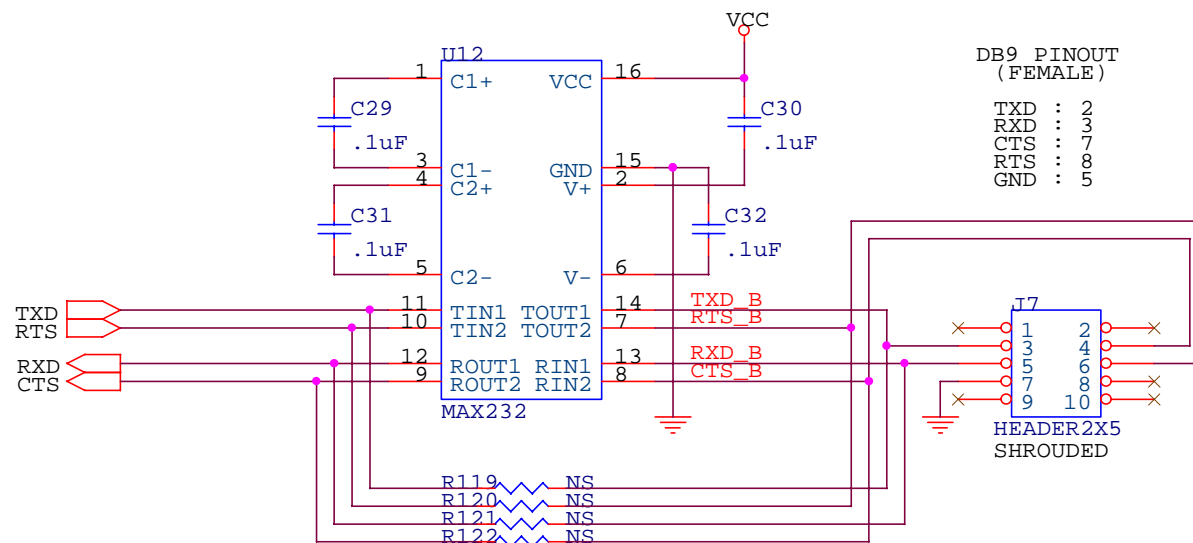 VCC
U12
DB9 PINOUT
(FEMALE)
1 C1+ VCC 16
C29
.1uF
C30
.1uF
TXD : 2
RXD : 3
CTS : 7
RTS : 8
GND : 5
3 C1- GND 15
4 C2+ V+ 2
C31
.1uF
C32
.1uF
5 C2- V- 6
TXD 11 TIN1 TOUT1 14 TXD_B
RTS 10 TIN2 TOUT2 7 RTS_B
RXD 12 ROUT1 RIN1 13 RXD_B
CTS 9 ROUT2 RIN2 8 CTS_B
MAX232
J7
1 2
3 4
5 6
7 8
9 10
HEADER2X5
SHROUDED
R119 NS
R120 NS
R121 NS
R122 NS